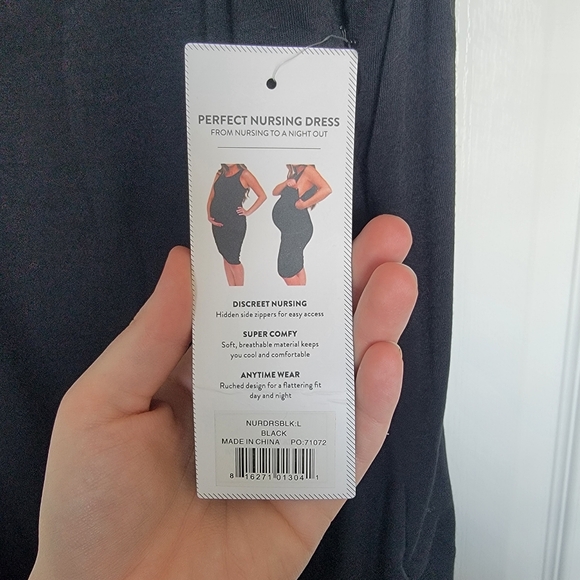 PERFECT NURSING DRESS
FROM NURSING TO A NIGHT OUT
DISCREET NURSING
Hidden side zippers for easy access
SUPER COMFY
Soft, breathable material keeps
you cool and comfortable
ANYTIME WEAR
Ruched design for a flattering fit
day and night
NURDRSBLK:L
BLACK
MADE IN CHINA PO:71072
8 16271 01304 1